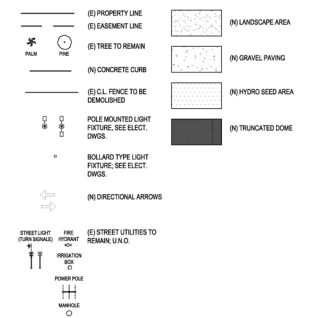 (E) PROPERTY LINE
(E) EASEMENT LINE
(E) TREE TO REMAIN
PALM
PINE
(N) CONCRETE CURB
(E) C.L. FENCE TO BE
DEMOLISHED
POLE MOUNTED LIGHT
FIXTURE, SEE ELECT.
DWGS.
BOLLARD TYPE LIGHT
FIXTURE; SEE ELECT.
DWGS.
(N) DIRECTIONAL ARROWS
STREET LIGHT
(TURN SIGNALE)
FIRE
HYDRANT
(E) STREET UTILITIES TO
REMAIN; U.N.O.
IRRIGATION
BOX
POWER POLE
MANHOLE
(N) LANDSCAPE AREA
(N) GRAVEL PAVING
(N) HYDRO SEED AREA
(N) TRUNCATED DOME